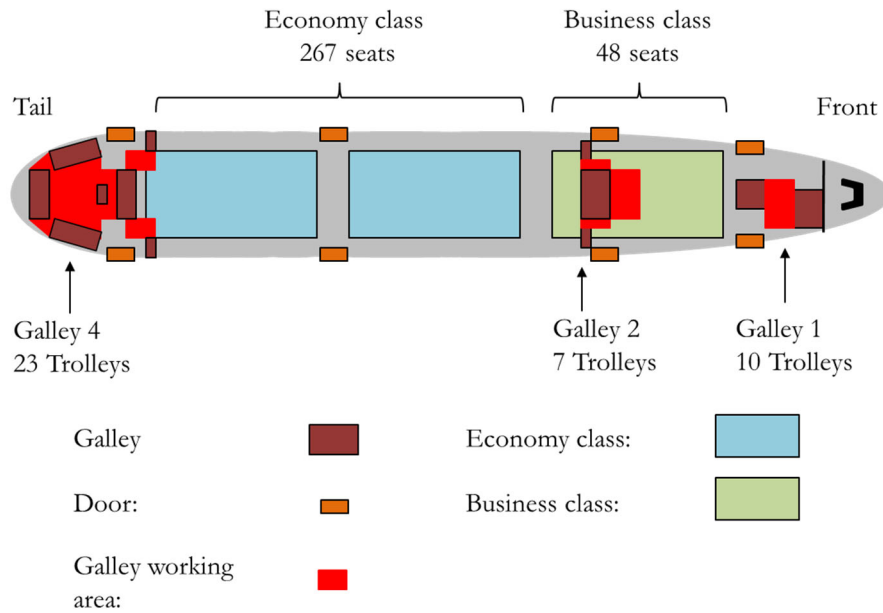 Economy class
267 seats
Business class
48 seats
Tail
Front
Galley 4
23 Trolleys
Galley 2
7 Trolleys
Galley 1
10 Trolleys
Galley
Economy class:
Door:
Business class:
Galley working
area: